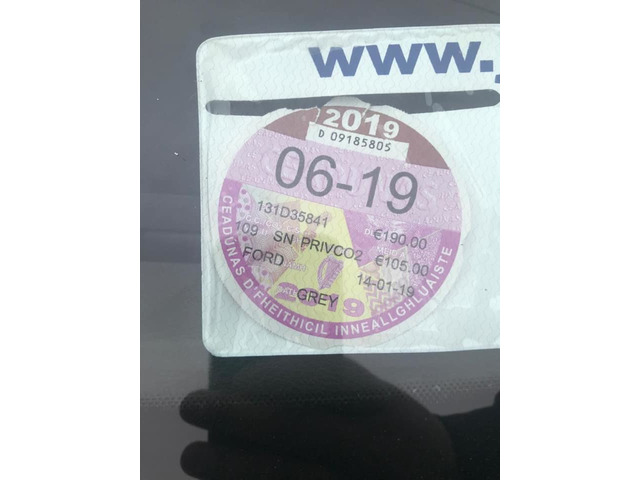 www.
2019
D 09185805
06-19
131D35841 €190.00
109 SN PRIVCO2 €105.00
FORD 14-01-19
GREY
2019
CEADÚNAS D'FHEITHICIL INNEALLGHLUAISTE